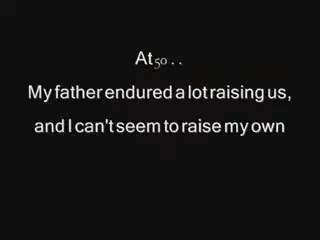 At 50 . .
My father endured a lot raising us,
and I can't seem to raise my own